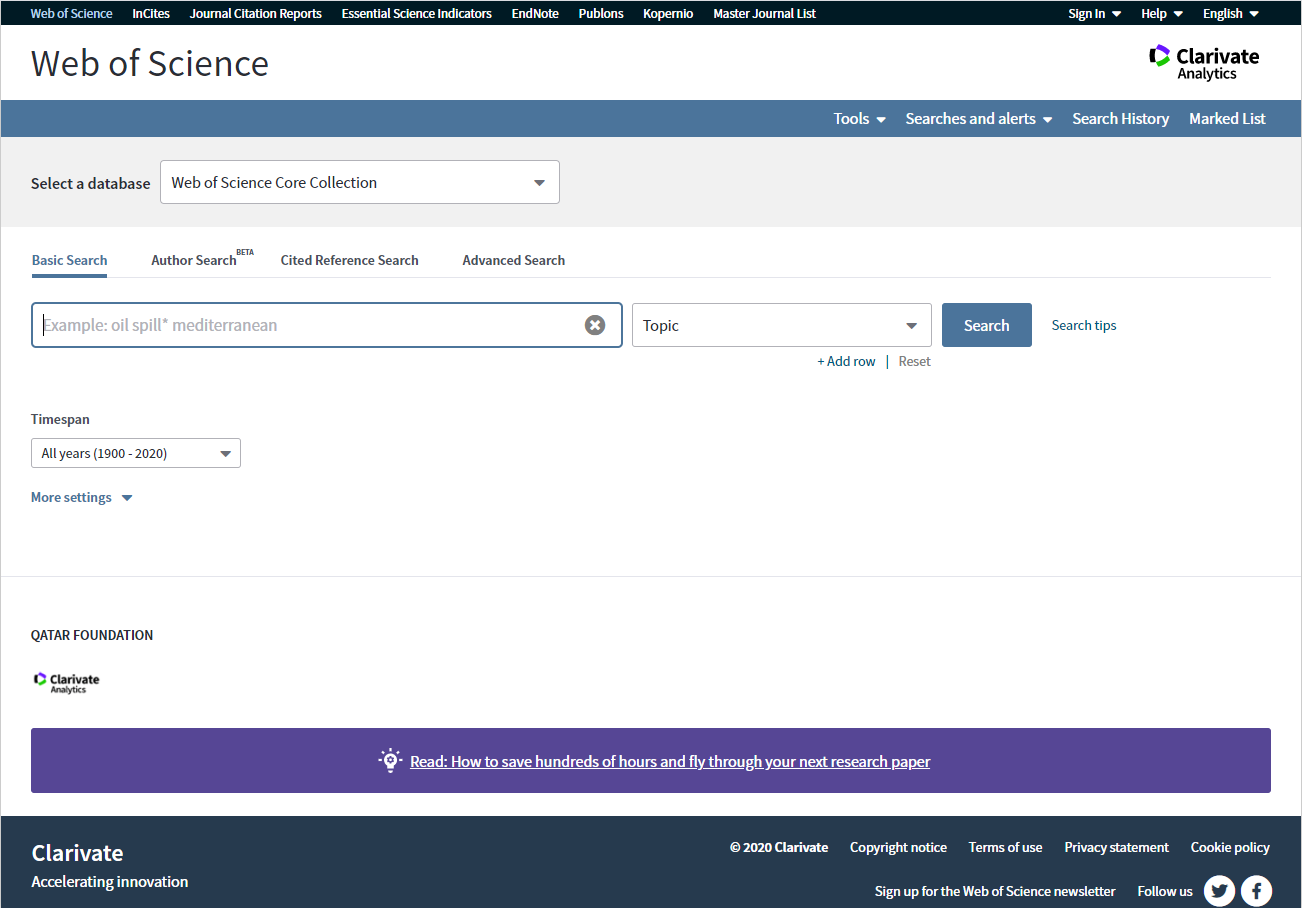 Web of Science InCites Journal Citation Reports Essential Science Indicators EndNote Publons Kopernio Master Journal List Sign In Help English
Web of Science
Clarivate
Analytics
Tools Searches and alerts Search History Marked List
Select a database Web of Science Core Collection
Basic Search Author Search BETA Cited Reference Search Advanced Search
Example: oil spill* mediterranean Topic Search Search tips
+ Add row | Reset
Timespan
All years (1900 - 2020)
More settings
QATAR FOUNDATION
Clarivate
Analytics
Read: How to save hundreds of hours and fly through your next research paper
Clarivate © 2020 Clarivate Copyright notice Terms of use Privacy statement Cookie policy
Accelerating innovation Sign up for the Web of Science newsletter Follow us